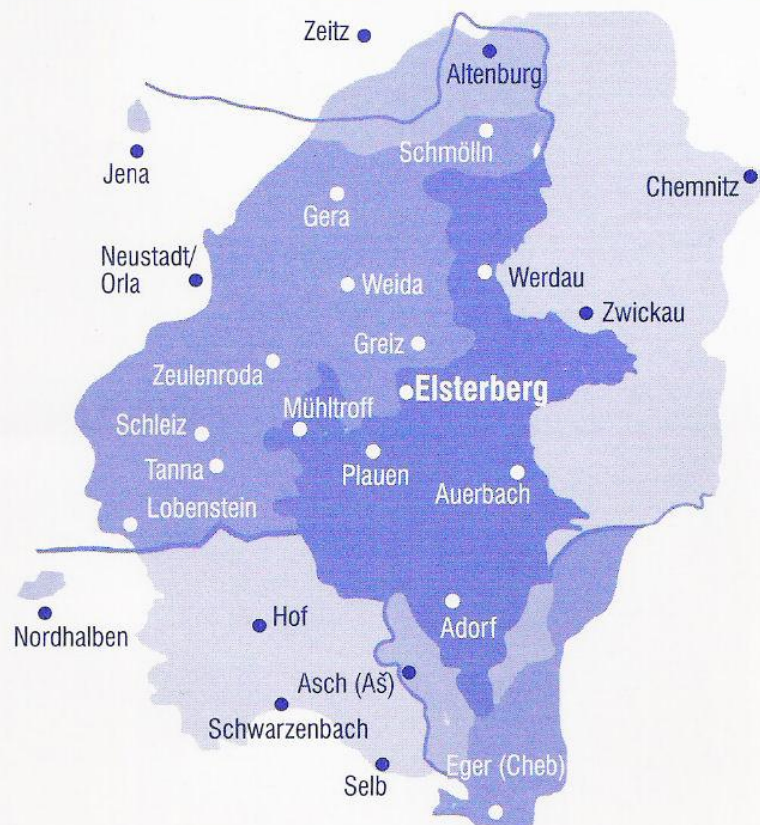 Zeitz
Altenburg
Schmölln
Jena
Chemnitz
Gera
Neustadt/
Orla
Weida
Werdau
Zwickau
Greiz
Zeulenroda
Elsterberg
Mühltroff
Schleiz
Tanna
Plauen
Auerbach
Lobenstein
Nordhalben
Hof
Adorf
Asch (Aš)
Schwarzenbach
Selb
Eger (Cheb)